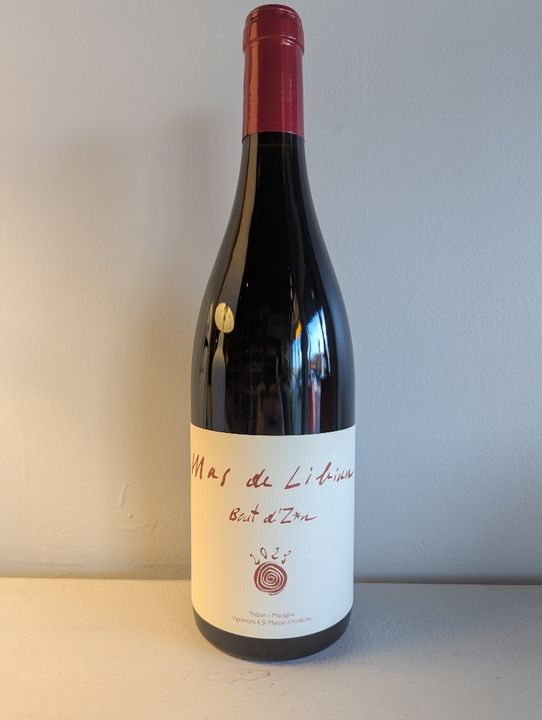 Mas de Libian
Bout d'Z*n
2023
Thibon - Macagno
Vignerons à St Marcel d'Ardèche